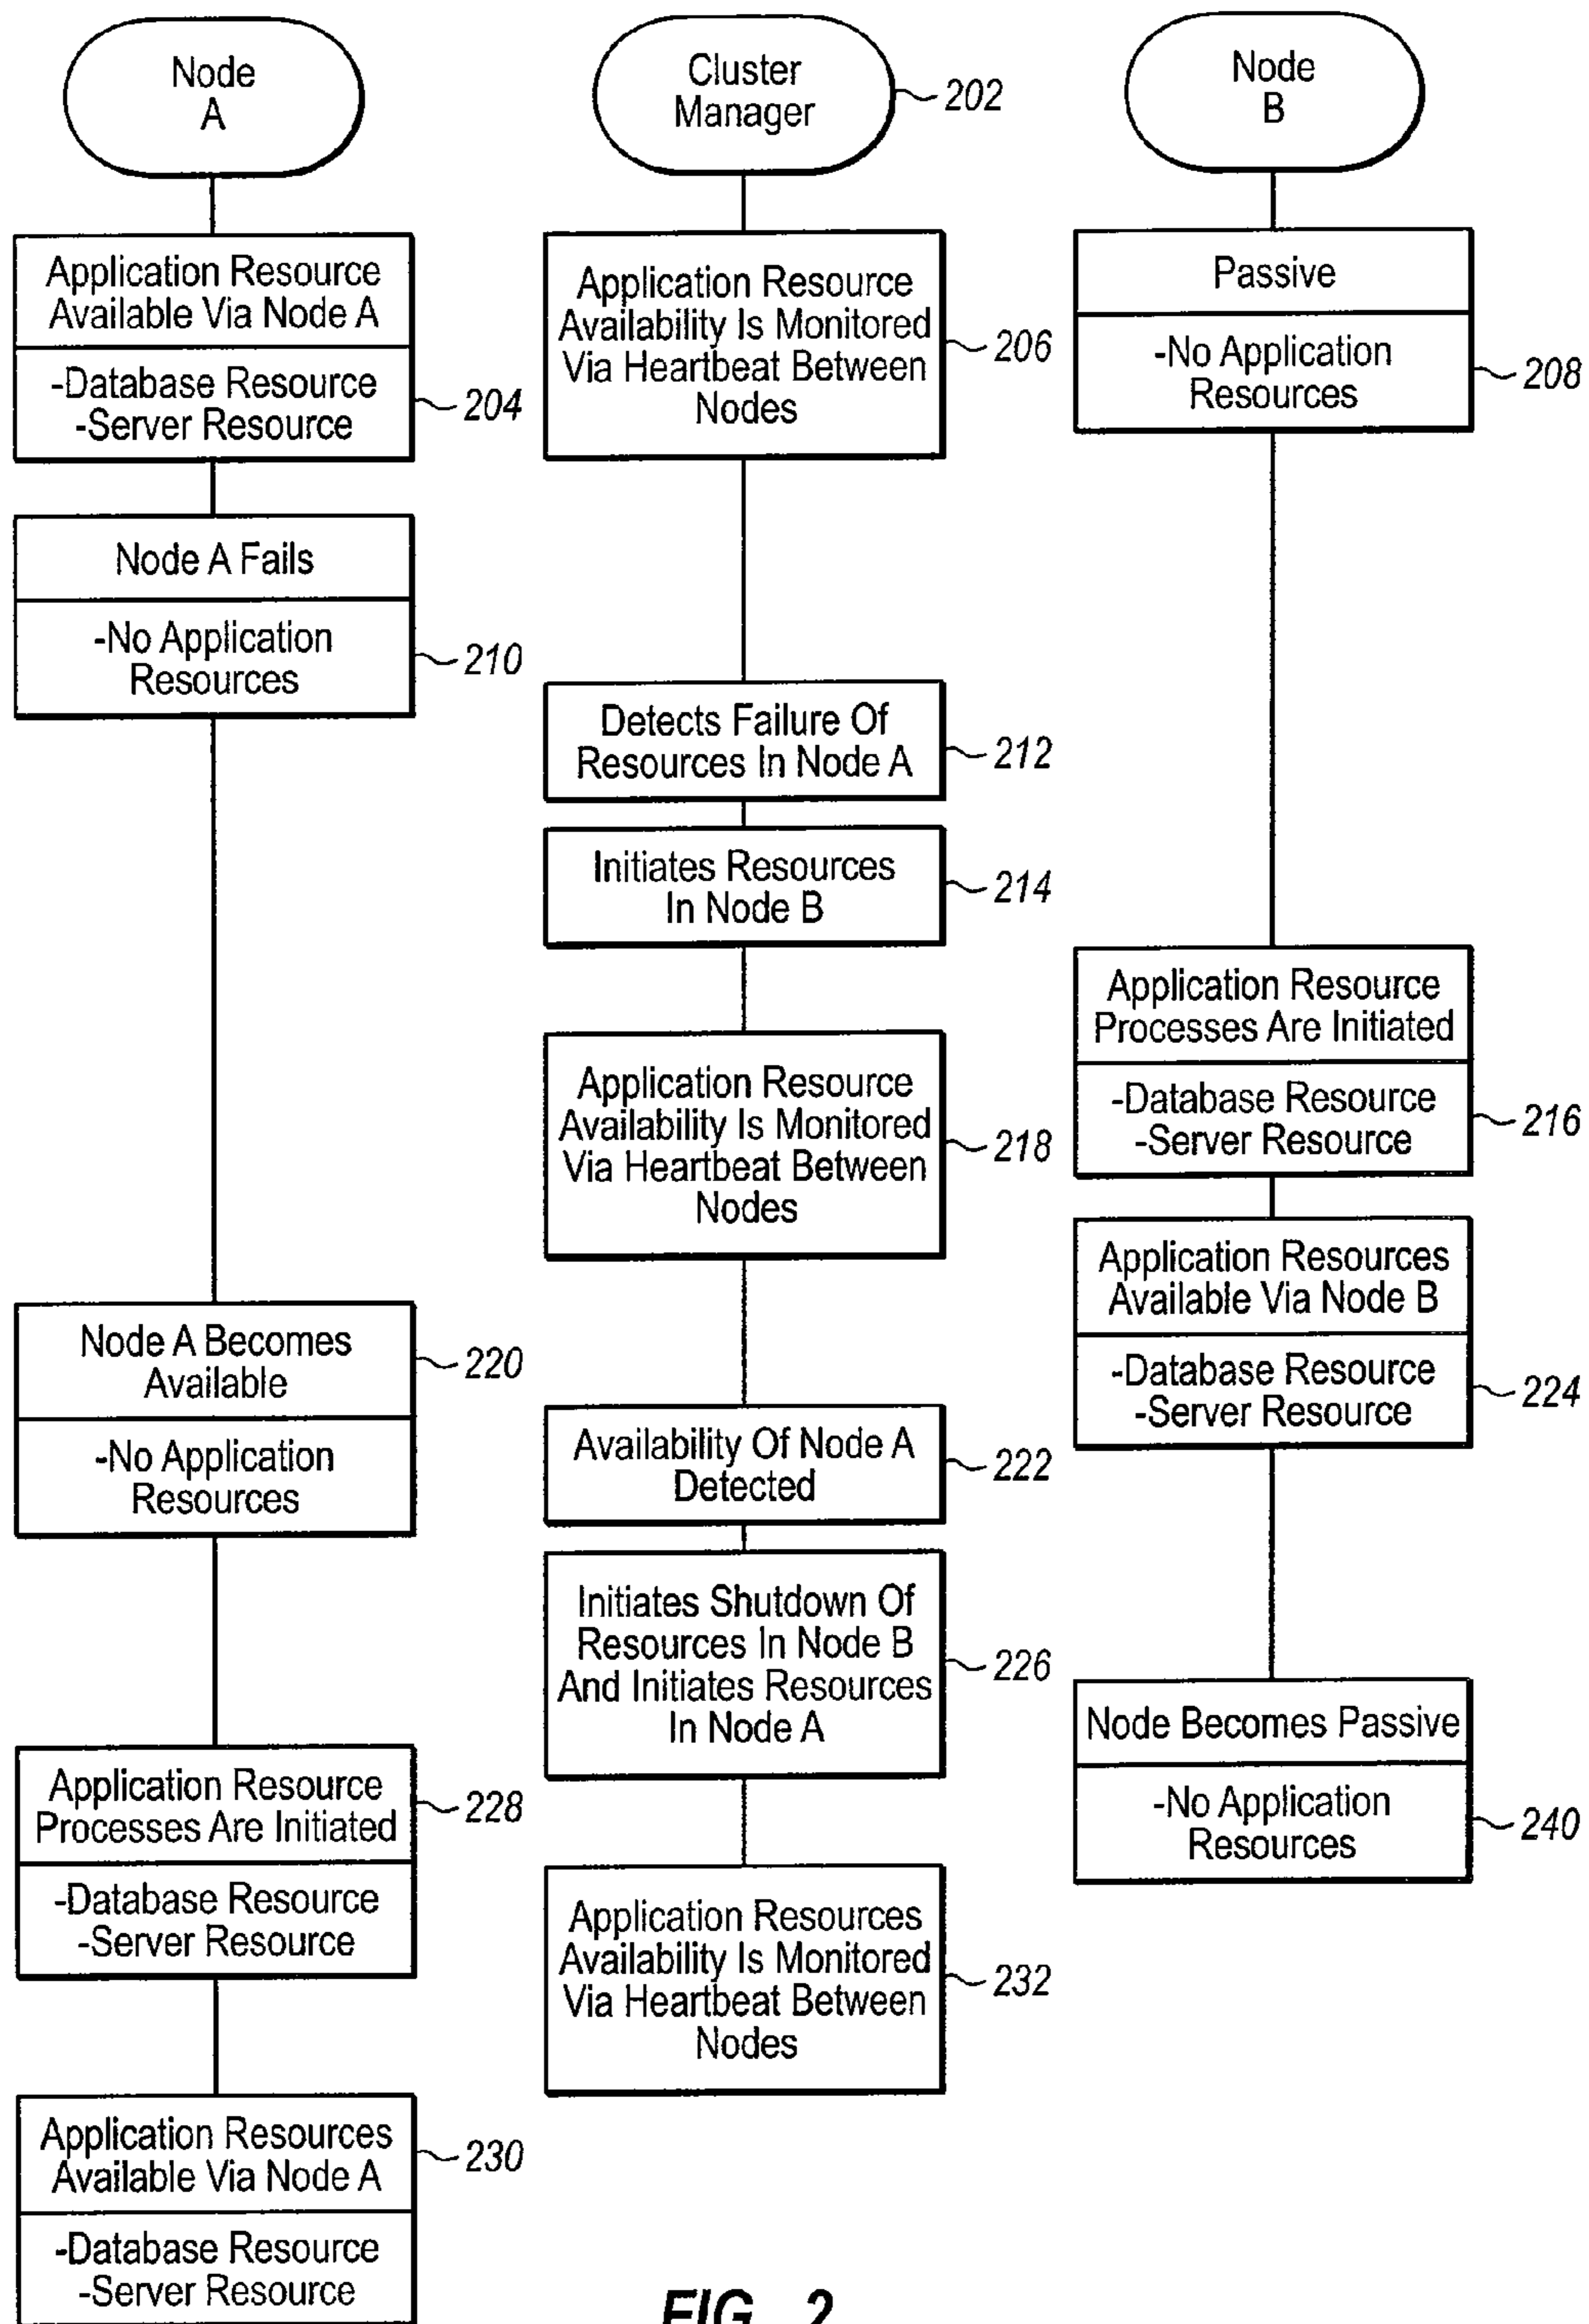 Node
A
Cluster
Manager
202
Node
B
Application Resource
Available Via Node A
-Database Resource
-Server Resource
204
Application Resource
Availability Is Monitored
Via Heartbeat Between
Nodes
206
Passive
-No Application
Resources
208
Node A Fails
-No Application
Resources
210
Detects Failure Of
Resources In Node A
212
Initiates Resources
In Node B
214
Application Resource
Processes Are Initiated
-Database Resource
-Server Resource
216
Application Resource
Availability Is Monitored
Via Heartbeat Between
Nodes
218
Node A Becomes
Available
-No Application
Resources
220
Availability Of Node A
Detected
222
Application Resources
Available Via Node B
-Database Resource
-Server Resource
224
Initiates Shutdown Of
Resources In Node B
And Initiates Resources
In Node A
226
Application Resource
Processes Are Initiated
-Database Resource
-Server Resource
228
Node Becomes Passive
-No Application
Resources
240
Application Resources
Availability Is Monitored
Via Heartbeat Between
Nodes
232
Application Resources
Available Via Node A
-Database Resource
-Server Resource
230
FIG. 2